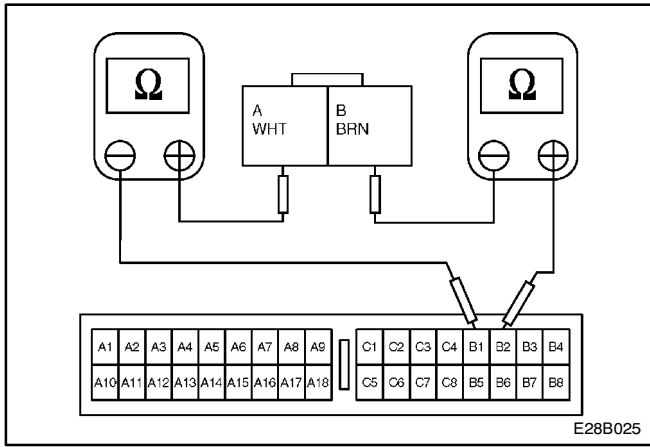 Ω
Ω
A
WHT
B
BRN
A1 A2 A3 A4 A5 A6 A7 A8 A9 C1 C2 C3 C4 B1 B2 B3 B4
A10 A11 A12 A13 A14 A15 A16 A17 A18 C5 C6 C7 C8 B5 B6 B7 B8
E28B025